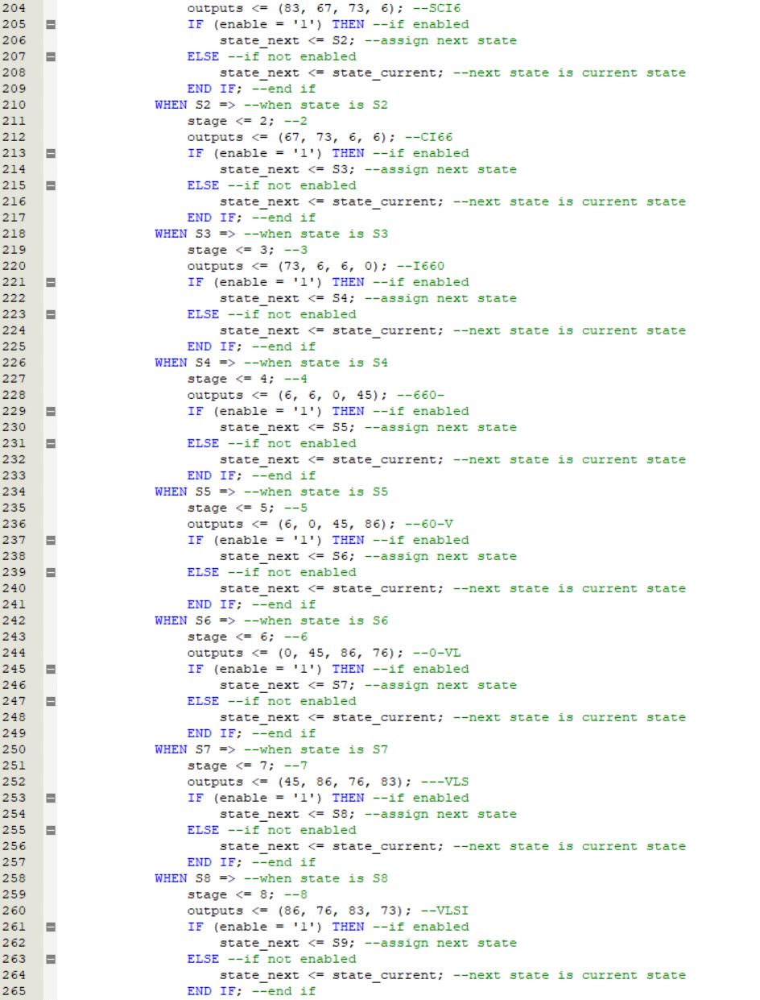 204 outputs <= (83, 67, 73, 6); --SCI6
205 IF (enable = '1') THEN --if enabled
206 state_next <= S2; --assign next state
207 ELSE --if not enabled
208 state_next <= state_current; --next state is current state
209 END IF; --end if
210 WHEN S2 => --when state is S2
211 stage <= 2; --2
212 outputs <= (67, 73, 6, 6); --CI66
213 IF (enable = '1') THEN --if enabled
214 state_next <= S3; --assign next state
215 ELSE --if not enabled
216 state_next <= state_current; --next state is current state
217 END IF; --end if
218 WHEN S3 => --when state is S3
219 stage <= 3; --3
220 outputs <= (73, 6, 6, 0); --I660
221 IF (enable = '1') THEN --if enabled
222 state_next <= S4; --assign next state
223 ELSE --if not enabled
224 state_next <= state_current; --next state is current state
225 END IF; --end if
226 WHEN S4 => --when state is S4
227 stage <= 4; --4
228 outputs <= (6, 6, 0, 45); --660-
229 IF (enable = '1') THEN --if enabled
230 state_next <= S5; --assign next state
231 ELSE --if not enabled
232 state_next <= state_current; --next state is current state
233 END IF; --end if
234 WHEN S5 => --when state is S5
235 stage <= 5; --5
236 outputs <= (6, 0, 45, 86); --60-V
237 IF (enable = '1') THEN --if enabled
238 state_next <= S6; --assign next state
239 ELSE --if not enabled
240 state_next <= state_current; --next state is current state
241 END IF; --end if
242 WHEN S6 => --when state is S6
243 stage <= 6; --6
244 outputs <= (0, 45, 86, 76); --0-VL
245 IF (enable = '1') THEN --if enabled
246 state_next <= S7; --assign next state
247 ELSE --if not enabled
248 state_next <= state_current; --next state is current state
249 END IF; --end if
250 WHEN S7 => --when state is S7
251 stage <= 7; --7
252 outputs <= (45, 86, 76, 83); ---VLS
253 IF (enable = '1') THEN --if enabled
254 state_next <= S8; --assign next state
255 ELSE --if not enabled
256 state_next <= state_current; --next state is current state
257 END IF; --end if
258 WHEN S8 => --when state is S8
259 stage <= 8; --8
260 outputs <= (86, 76, 83, 73); --VLSI
261 IF (enable = '1') THEN --if enabled
262 state_next <= S9; --assign next state
263 ELSE --if not enabled
264 state_next <= state_current; --next state is current state
265 END IF; --end if